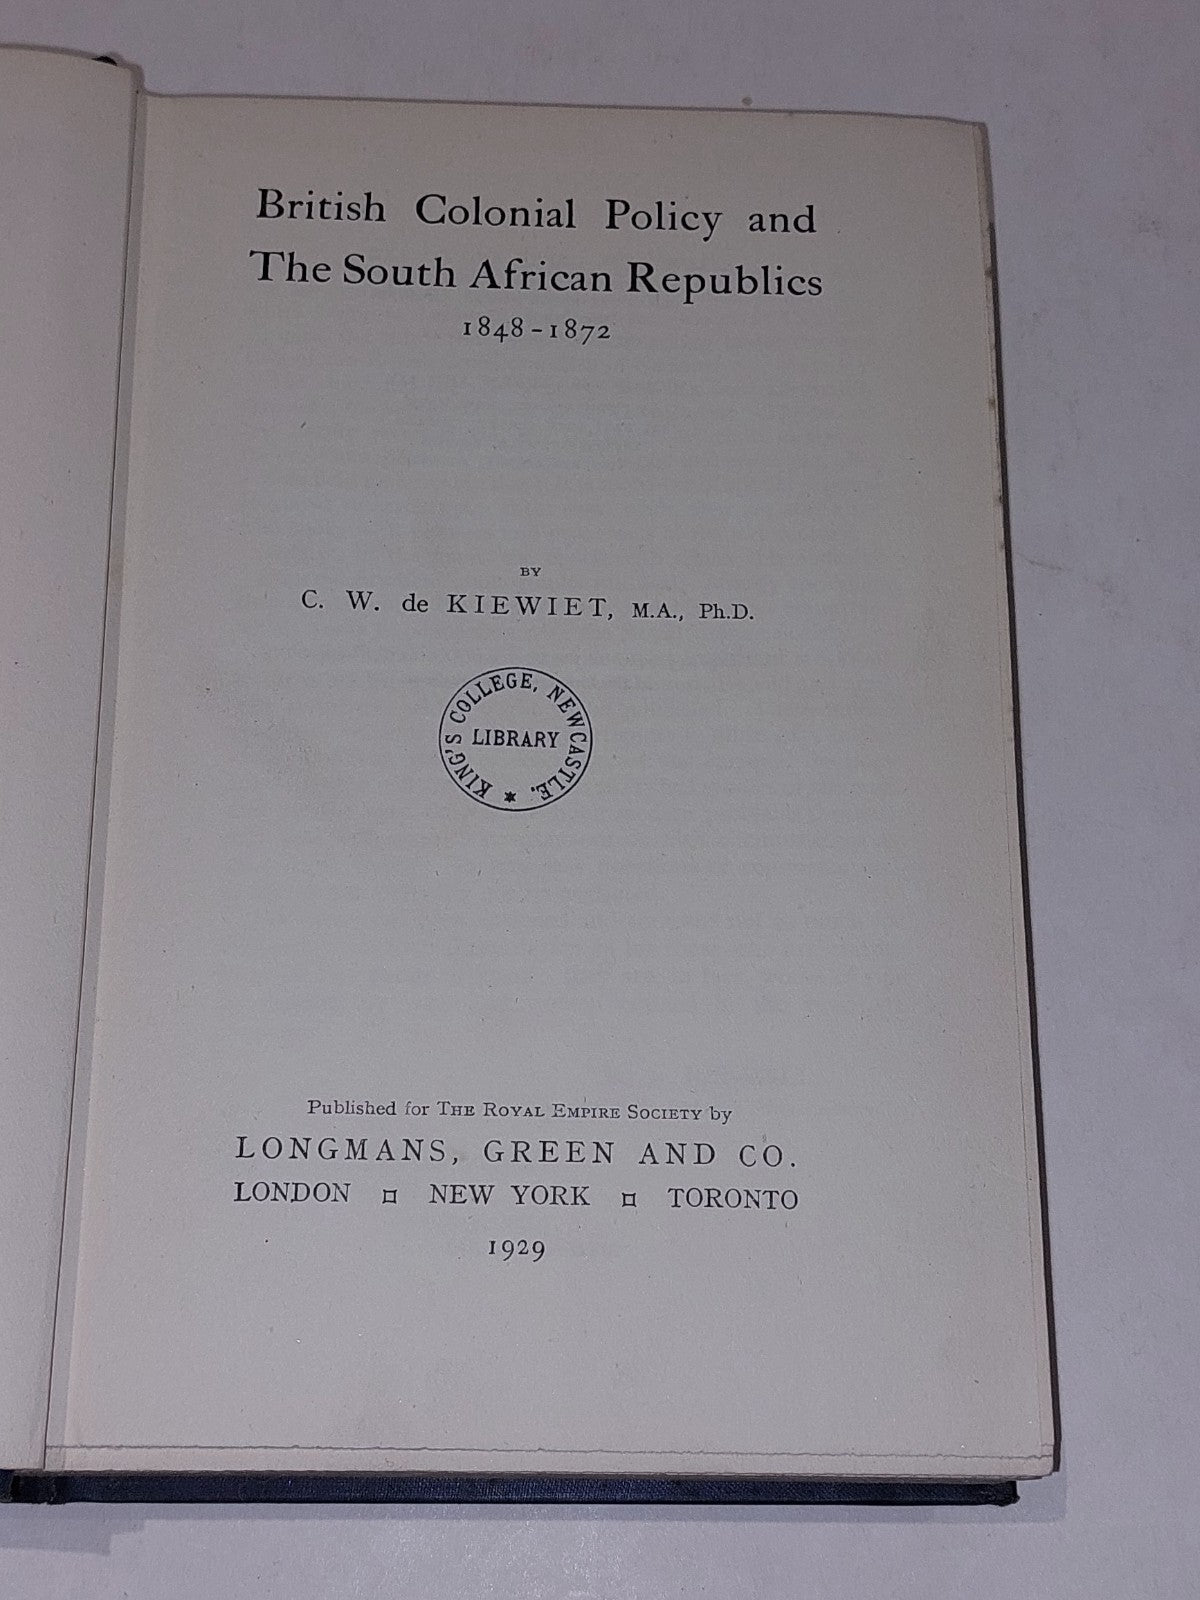 British Colonial Policy and
The South African Republics
1848-1872
BY
C. W. de KIEWIET, M.A., Ph.D.
KING'S COLLEGE, NEWCASTLE.
LIBRARY
Published for THE ROYAL EMPIRE SOCIETY by
LONGMANS, GREEN AND CO.
LONDON ¤ NEW YORK ¤ TORONTO
1929